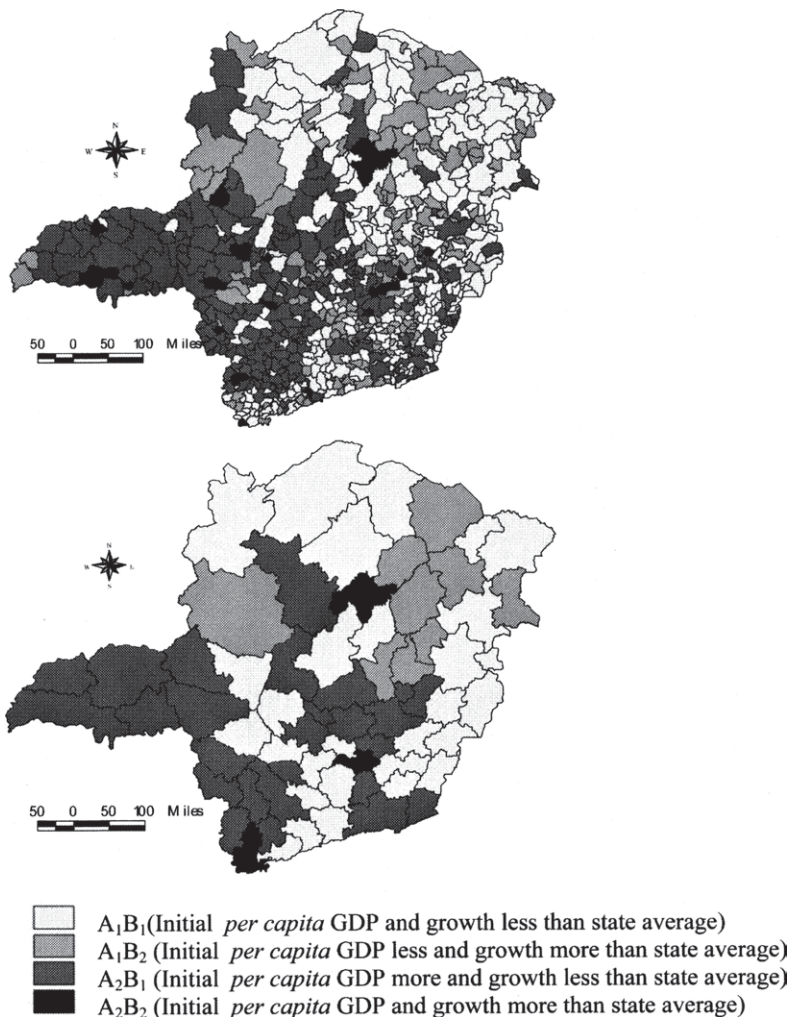 N
W E
S
50 0 50 100 Miles
N
S
50 0 50 100 Miles
A₁B₁(Initial per capita GDP and growth less than state average)
A₁B₂ (Initial per capita GDP less and growth more than state average)
A₂B₁ (Initial per capita GDP more and growth less than state average)
A₂B₂ (Initial per capita GDP and growth more than state average)